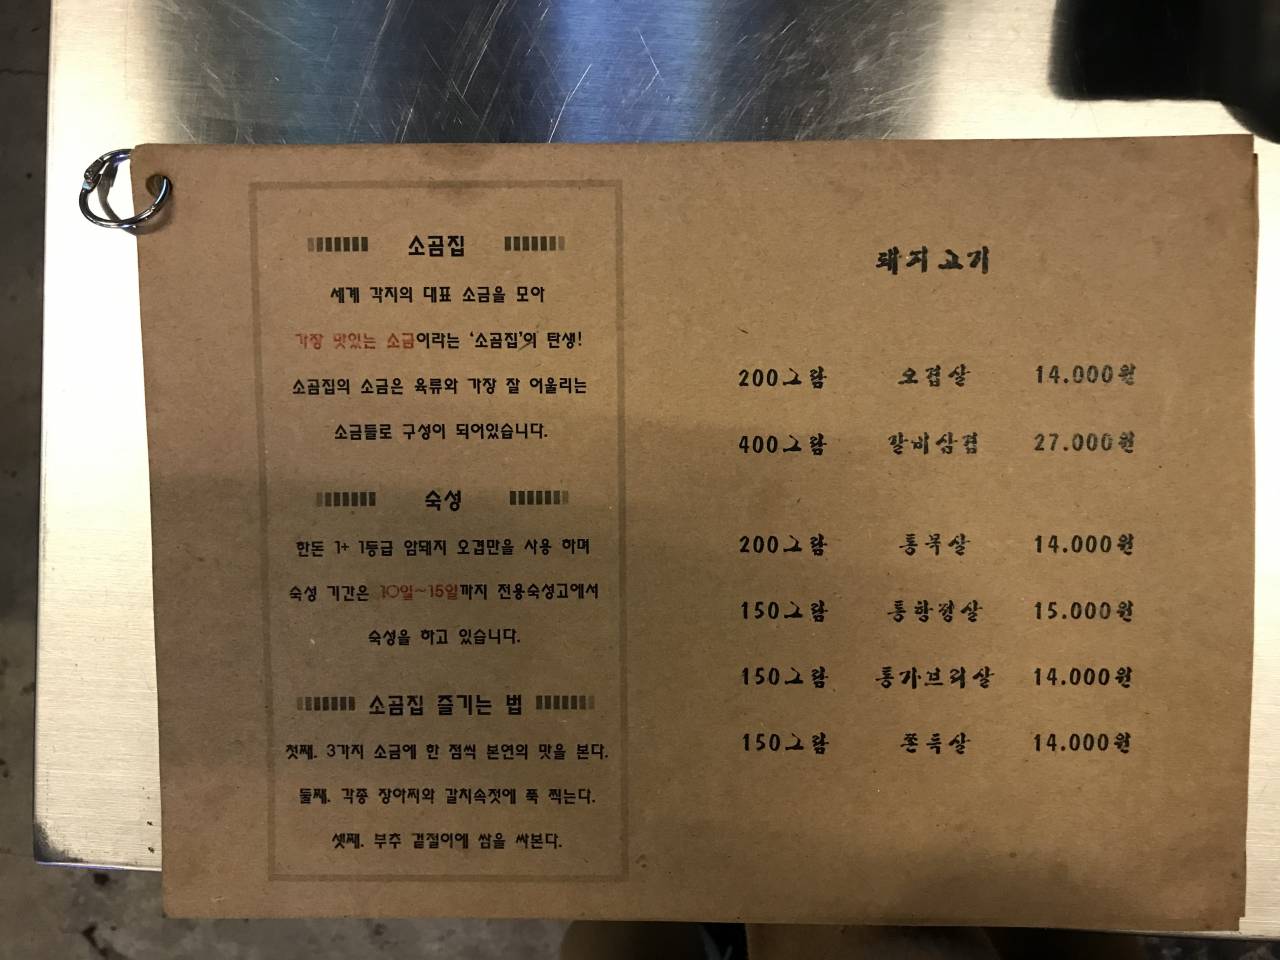 소곰집
세계 각지의 대표 소금을 모아
가장 맛있는 소금이라는 '소곰집'의 탄생!
소곰집의 소금은 육류와 가장 잘 어울리는
소금들로 구성이 되어있습니다.
숙성
한돈 1+ 1등급 암돼지 오겹만을 사용 하며
숙성 기간은 10일~15일까지 전용숙성고에서
숙성을 하고 있습니다.
소곰집 즐기는 법
첫째. 3가지 소금에 한 점씩 본연의 맛을 본다.
둘째. 각종 장아찌와 갈치속젓에 푹 찍는다.
셋째. 부추 겉절이에 쌈을 싸본다.
돼지고기
200그람 오겹살 14.000원
400그람 갈비삼겹 27.000원
200그람 통목살 14.000원
150그람 통항정살 15.000원
150그람 통가브리살 14.000원
150그람 쫀득살 14.000원